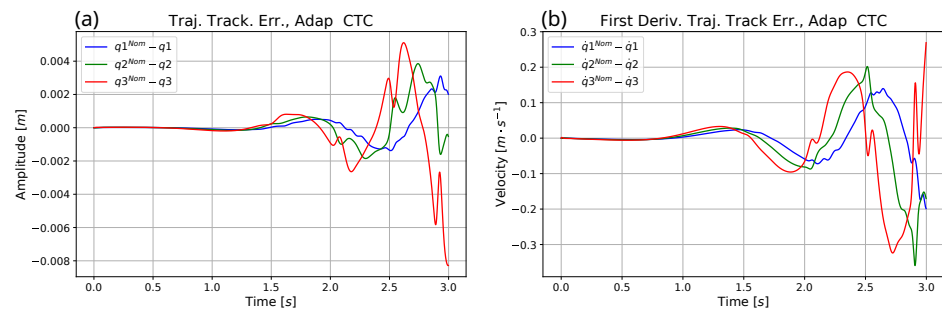 (a)
Traj. Track. Err., Adap CTC
q1^Nom − q1
q2^Nom − q2
q3^Nom − q3
0.004
0.002
0.000
−0.002
−0.004
−0.006
−0.008
Amplitude [m]
0.0 0.5 1.0 1.5 2.0 2.5 3.0
Time [s]
(b)
First Deriv. Traj. Track Err., Adap CTC
q̇1^Nom − q̇1
q̇2^Nom − q̇2
q̇3^Nom − q̇3
0.3
0.2
0.1
0.0
−0.1
−0.2
−0.3
Velocity [m · s⁻¹]
0.0 0.5 1.0 1.5 2.0 2.5 3.0
Time [s]